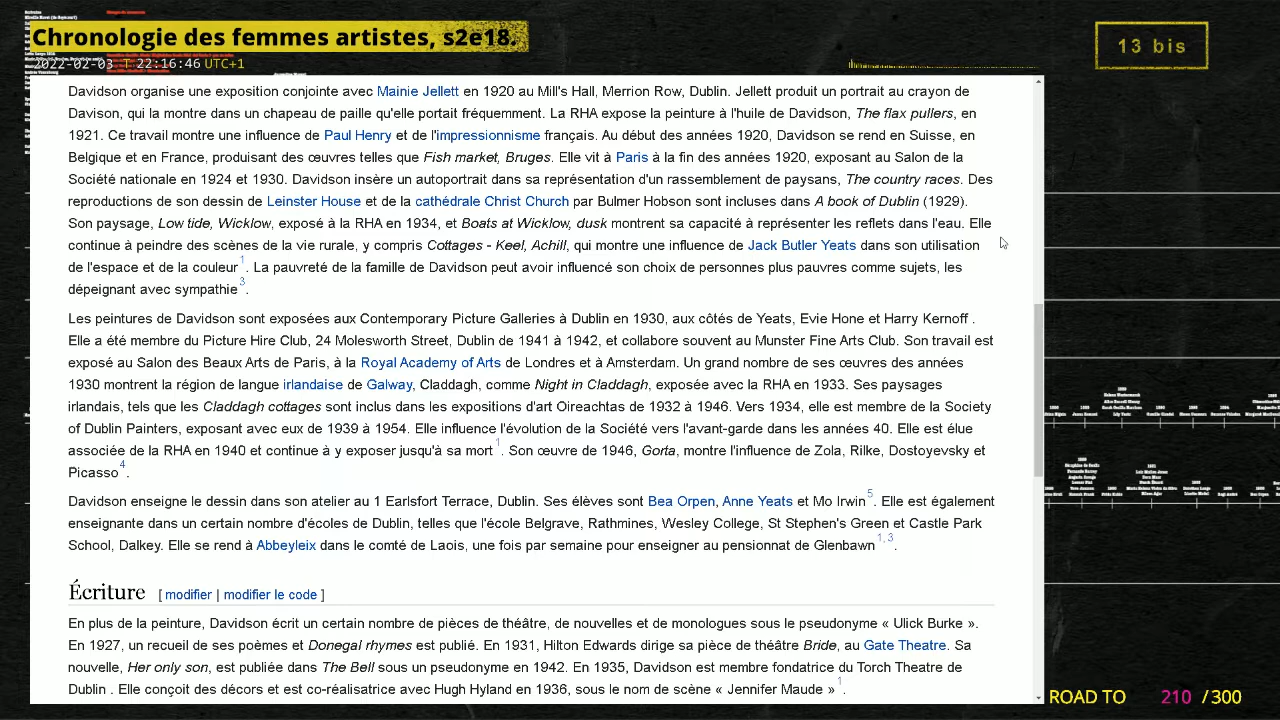 Chronologie des femmes artistes, s2e18.
2022-02-03 T 22:16:46 UTC+1
13 bis
Davidson organise une exposition conjointe avec Mainie Jellett en 1920 au Mill's Hall, Merrion Row, Dublin. Jellett produit un portrait au crayon de
Davison, qui la montre dans un chapeau de paille qu'elle portait fréquemment. La RHA expose la peinture à l'huile de Davidson, The flax pullers, en
1921. Ce travail montre une influence de Paul Henry et de l'impressionnisme français. Au début des années 1920, Davidson se rend en Suisse, en
Belgique et en France, produisant des œuvres telles que Fish market, Bruges. Elle vit à Paris à la fin des années 1920, exposant au Salon de la
Société nationale en 1924 et 1930. Davidson insère un autoportrait dans sa représentation d'un rassemblement de paysans, The country races. Des
reproductions de son dessin de Leinster House et de la cathédrale Christ Church par Bulmer Hobson sont incluses dans A book of Dublin (1929).
Son paysage, Low tide, Wicklow, exposé à la RHA en 1934, et Boats at Wicklow, dusk montrent sa capacité à représenter les reflets dans l'eau. Elle
continue à peindre des scènes de la vie rurale, y compris Cottages - Keel, Achill, qui montre une influence de Jack Butler Yeats dans son utilisation
de l'espace et de la couleur 1. La pauvreté de la famille de Davidson peut avoir influencé son choix de personnes plus pauvres comme sujets, les
dépeignant avec sympathie 3.
Les peintures de Davidson sont exposées aux Contemporary Picture Galleries à Dublin en 1930, aux côtés de Yeats, Evie Hone et Harry Kernoff .
Elle a été membre du Picture Hire Club, 24 Molesworth Street, Dublin de 1941 à 1942, et collabore souvent au Munster Fine Arts Club. Son travail est
exposé au Salon des Beaux Arts de Paris, à la Royal Academy of Arts de Londres et à Amsterdam. Un grand nombre de ses œuvres des années
1930 montrent la région de langue irlandaise de Galway, Claddagh, comme Night in Claddagh, exposée avec la RHA en 1933. Ses paysages
irlandais, tels que les Claddagh cottages sont inclus dans les expositions d'art Oireachtas de 1932 à 1946. Vers 1934, elle est membre de la Society
of Dublin Painters, exposant avec eux de 1939 à 1954. Elle influence l'évolution de la Société vers l'avant-garde dans les années 40. Elle est élue
associée de la RHA en 1940 et continue à y exposer jusqu'à sa mort 1. Son œuvre de 1946, Gorta, montre l'influence de Zola, Rilke, Dostoyevsky et
Picasso 4.
Davidson enseigne le dessin dans son atelier 1 Earlsfort Terrace, Dublin. Ses élèves sont Bea Orpen, Anne Yeats et Mo Irwin 5. Elle est également
enseignante dans un certain nombre d'écoles de Dublin, telles que l'école Belgrave, Rathmines, Wesley College, St Stephen's Green et Castle Park
School, Dalkey. Elle se rend à Abbeyleix dans le comté de Laois, une fois par semaine pour enseigner au pensionnat de Glenbawn 1, 3.
Écriture [ modifier | modifier le code ]
En plus de la peinture, Davidson écrit un certain nombre de pièces de théâtre, de nouvelles et de monologues sous le pseudonyme « Ulick Burke ».
En 1927, un recueil de ses poèmes et Donegal rhymes est publié. En 1931, Hilton Edwards dirige sa pièce de théâtre Bride, au Gate Theatre. Sa
nouvelle, Her only son, est publiée dans The Bell sous un pseudonyme en 1942. En 1935, Davidson est membre fondatrice du Torch Theatre de
Dublin . Elle conçoit des décors et est co-réalisatrice avec Hugh Hyland en 1936, sous le nom de scène « Jennifer Maude » 1.
ROAD TO 210 / 300